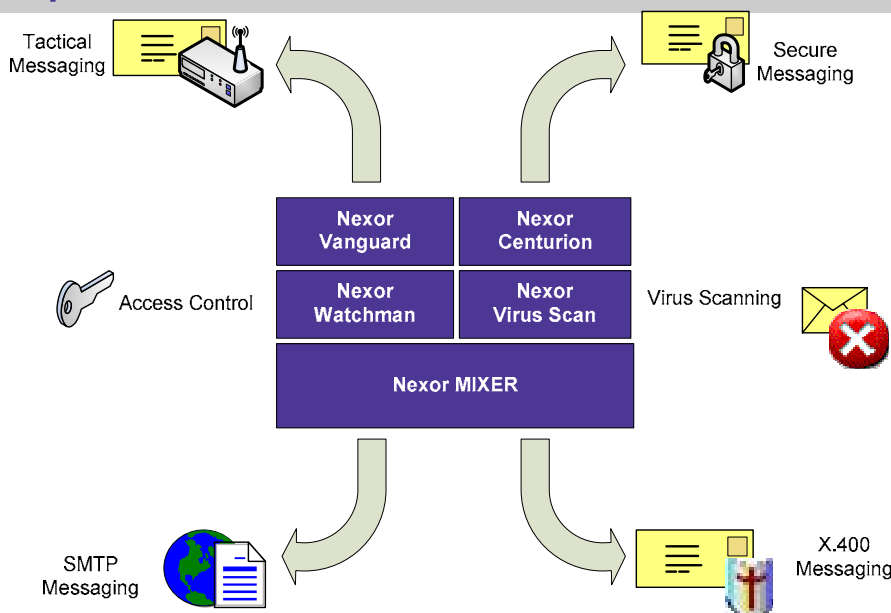 Tactical
Messaging
Secure
Messaging
Nexor
Vanguard
Nexor
Centurion
Access Control
Nexor
Watchman
Nexor
Virus Scan
Virus Scanning
Nexor MIXER
SMTP
Messaging
X.400
Messaging